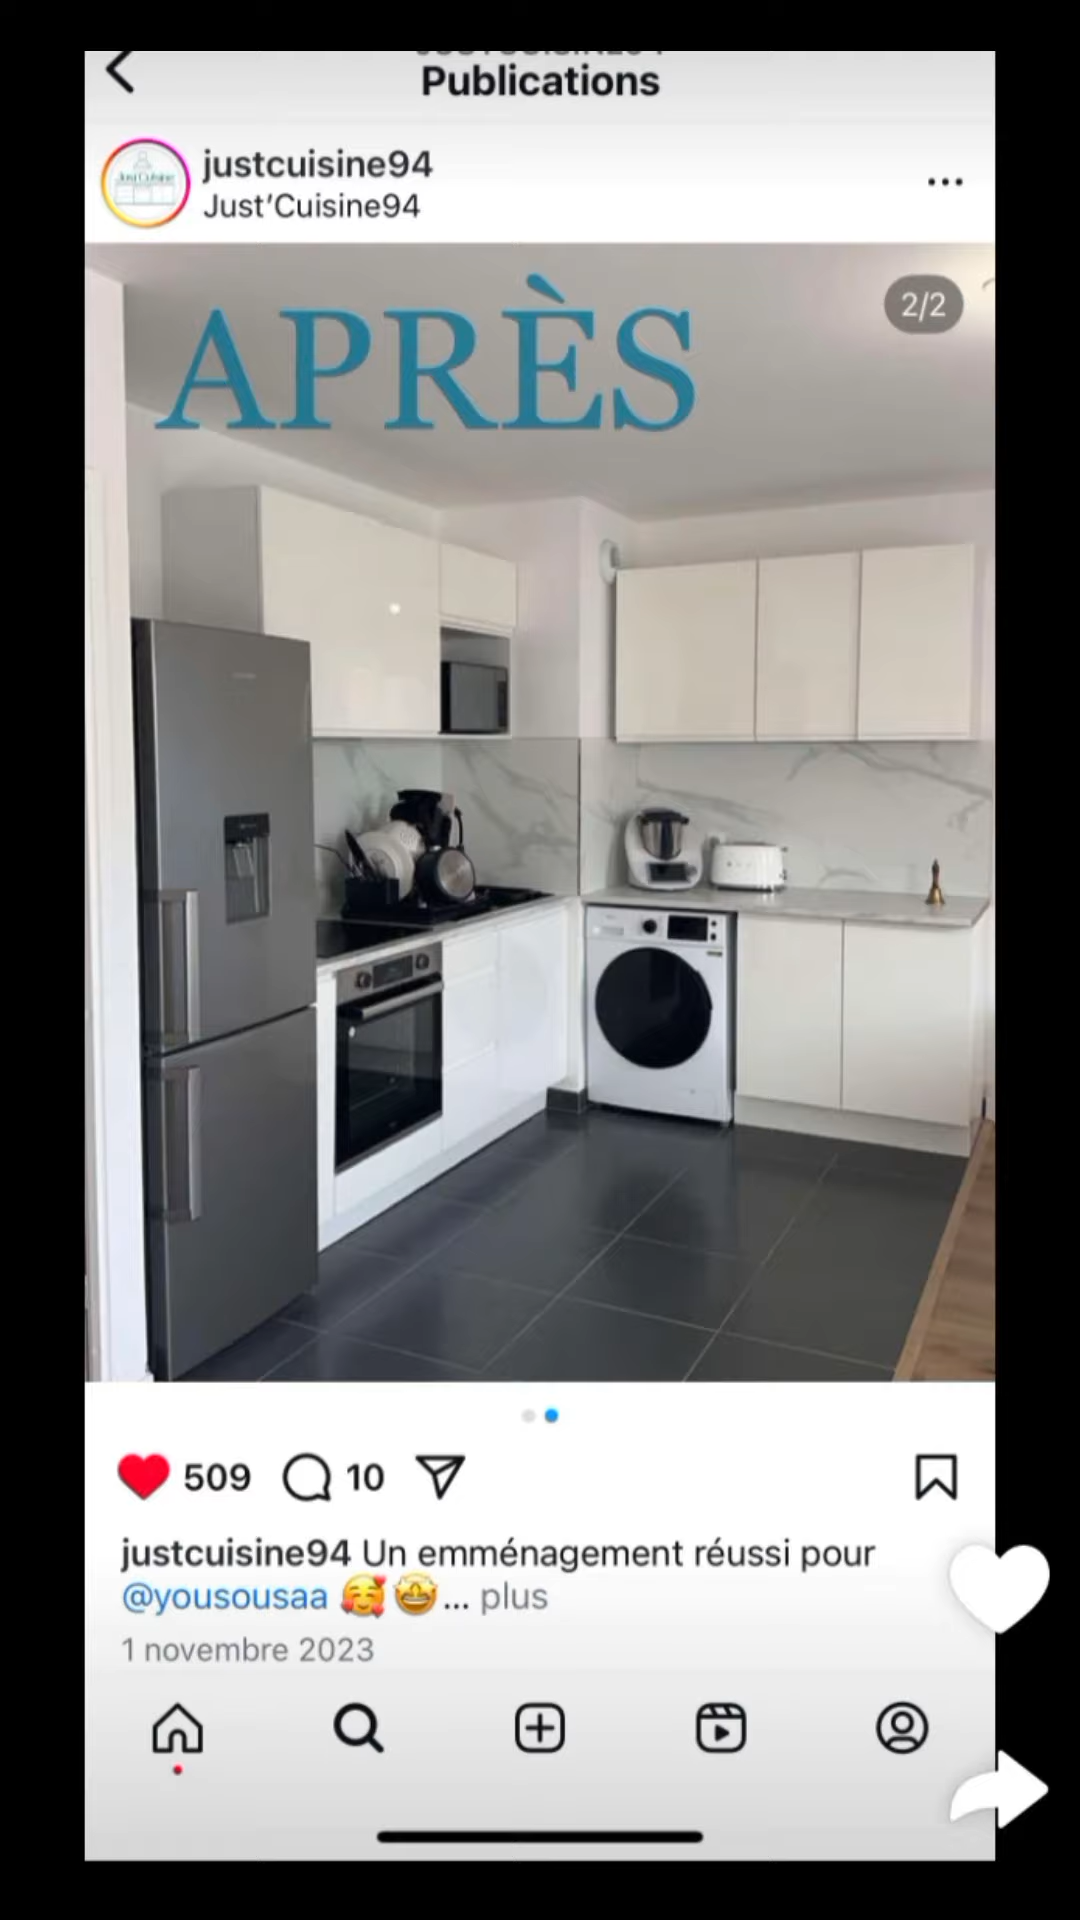 Publications
justcuisine94
Just'Cuisine94
APRÈS
2/2
509 10
justcuisine94 Un emménagement réussi pour
@yousousaa 🥰 🤩... plus
1 novembre 2023